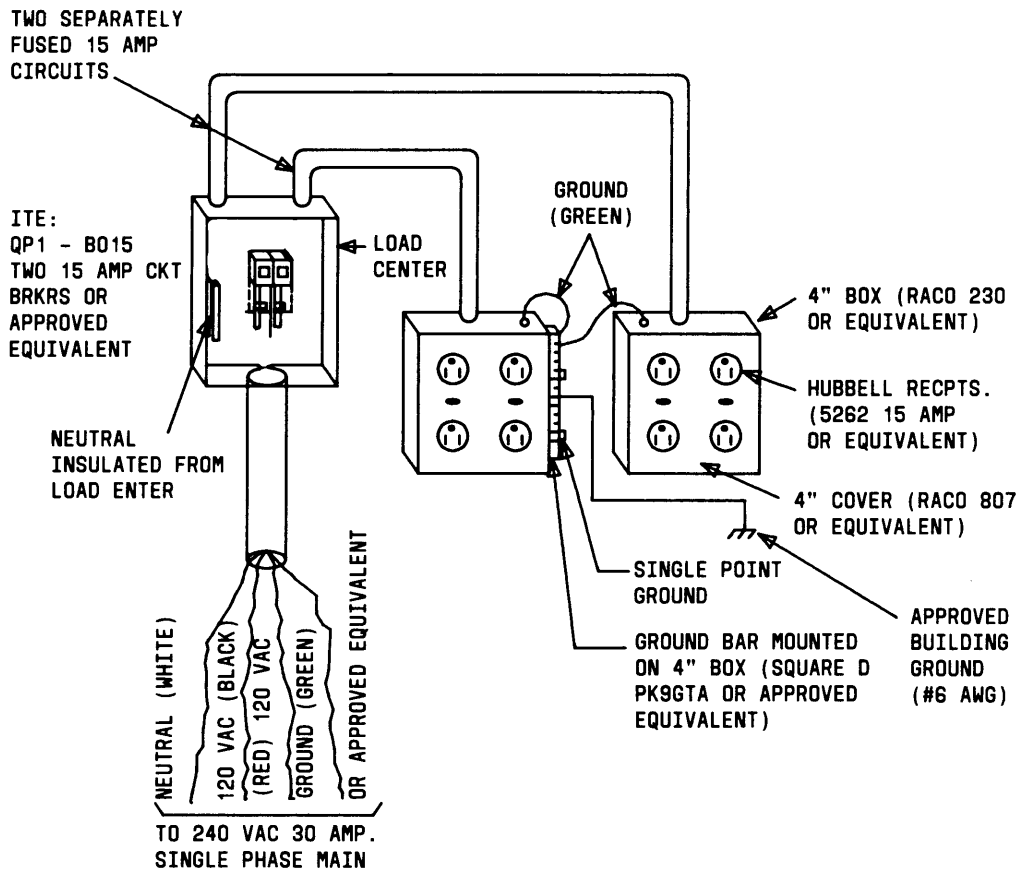 TWO SEPARATELY
FUSED 15 AMP
CIRCUITS
ITE:
QP1 - B015
TWO 15 AMP CKT
BRKRS OR
APPROVED
EQUIVALENT
LOAD
CENTER
GROUND
(GREEN)
4" BOX (RACO 230
OR EQUIVALENT)
HUBBELL RECPTS.
(5262 15 AMP
OR EQUIVALENT)
4" COVER (RACO 807
OR EQUIVALENT)
NEUTRAL
INSULATED FROM
LOAD ENTER
SINGLE POINT
GROUND
GROUND BAR MOUNTED
ON 4" BOX (SQUARE D
PK9GTA OR APPROVED
EQUIVALENT)
APPROVED
BUILDING
GROUND
(#6 AWG)
NEUTRAL (WHITE)
120 VAC (BLACK)
(RED) 120 VAC
GROUND (GREEN)
OR APPROVED EQUIVALENT
TO 240 VAC 30 AMP.
SINGLE PHASE MAIN